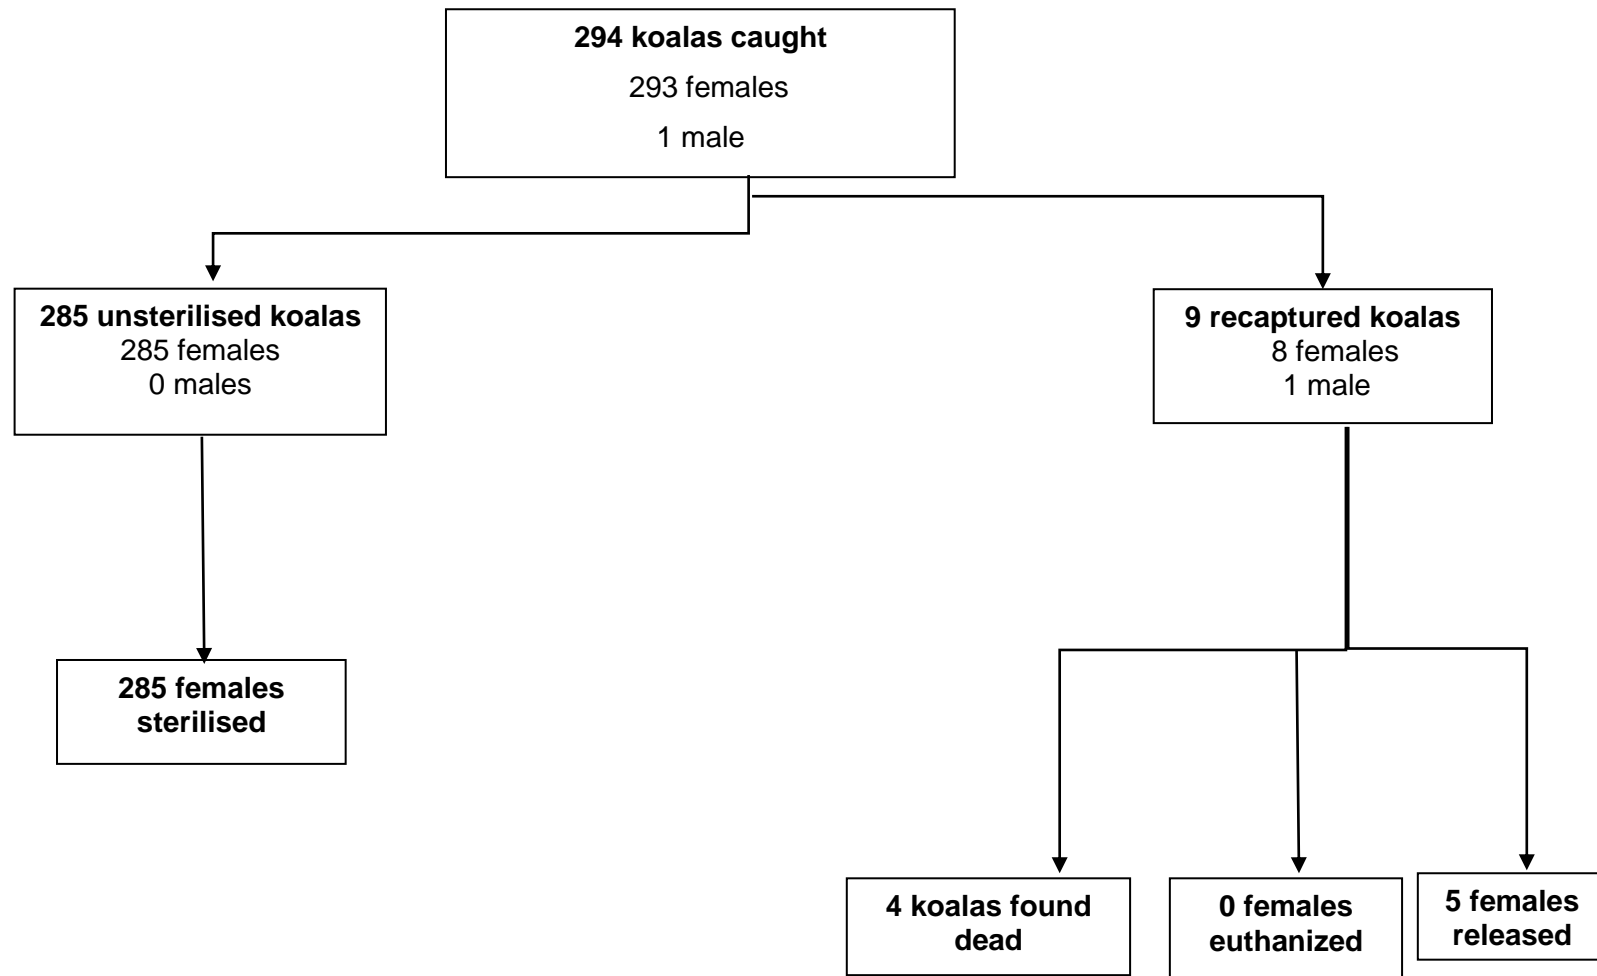 294 koalas caught
293 females
1 male
285 unsterilised koalas
285 females
0 males
9 recaptured koalas
8 females
1 male
285 females
sterilised
4 koalas found
dead
0 females
euthanized
5 females
released